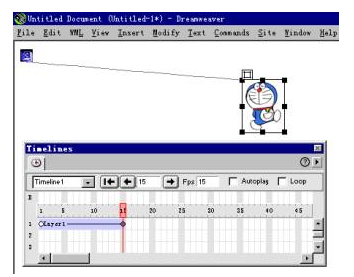 Untitled Document (Untitled-1*) - Dreamweaver
File Edit VML View Insert Modify Text Commands Site Window Help
Timelines
Timeline1 15 Fps 15 Autoplay Loop
B
1 5 10 15 20 25 30 35 40 45
1 Layer1
2
3